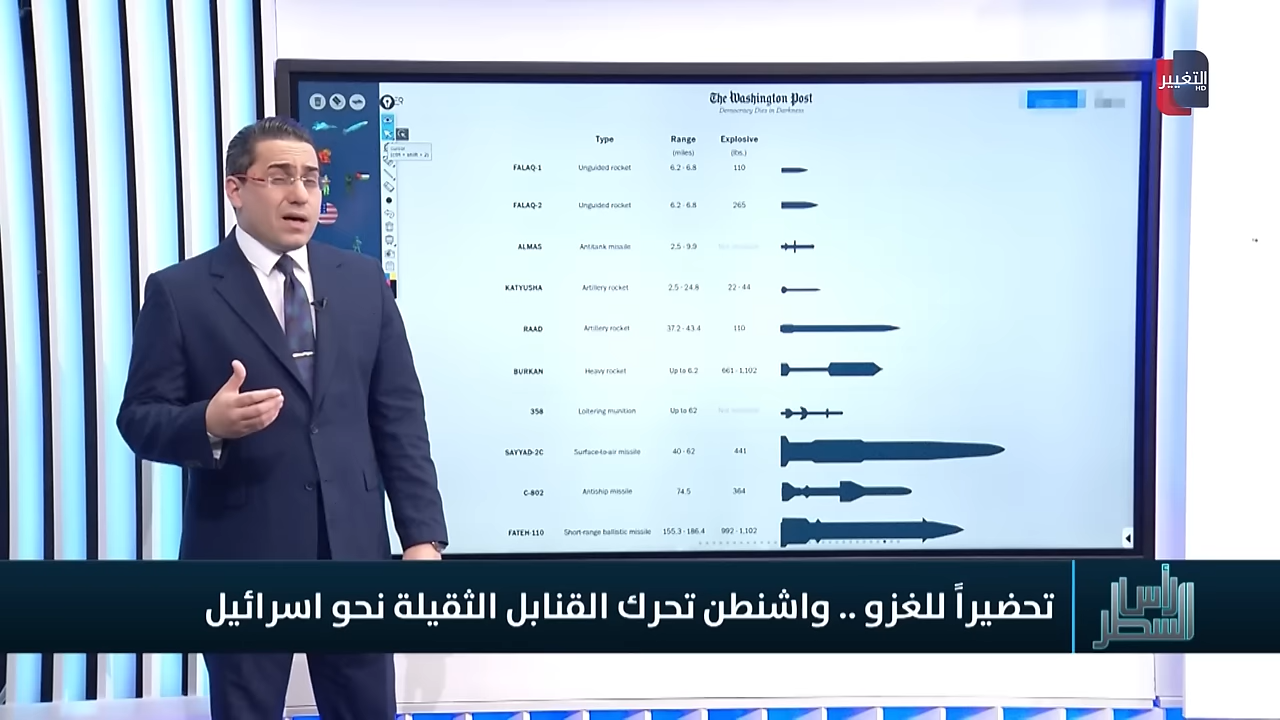 التغيير
HD
The Washington Post
Democracy Dies in Darkness
Type Range Explosive
(miles) (lbs.)
FALAQ-1 Unguided rocket 6.2 - 6.8 110
FALAQ-2 Unguided rocket 6.2 - 6.8 265
ALMAS Antitank missile 2.5 - 9.9
KATYUSHA Artillery rocket 2.5 - 24.8 22 - 44
RAAD Artillery rocket 37.2 - 43.4 110
BURKAN Heavy rocket Up to 6.2 661 - 1,102
358 Loitering munition Up to 62
SAYYAD-2C Surface-to-air missile 40 - 62 441
C-802 Antiship missile 74.5 364
FATEH-110 Short-range ballistic missile 155.3 - 186.4 992 - 1,102
تحضيراً للغزو .. واشنطن تحرك القنابل الثقيلة نحو اسرائيل
رأس
السطر